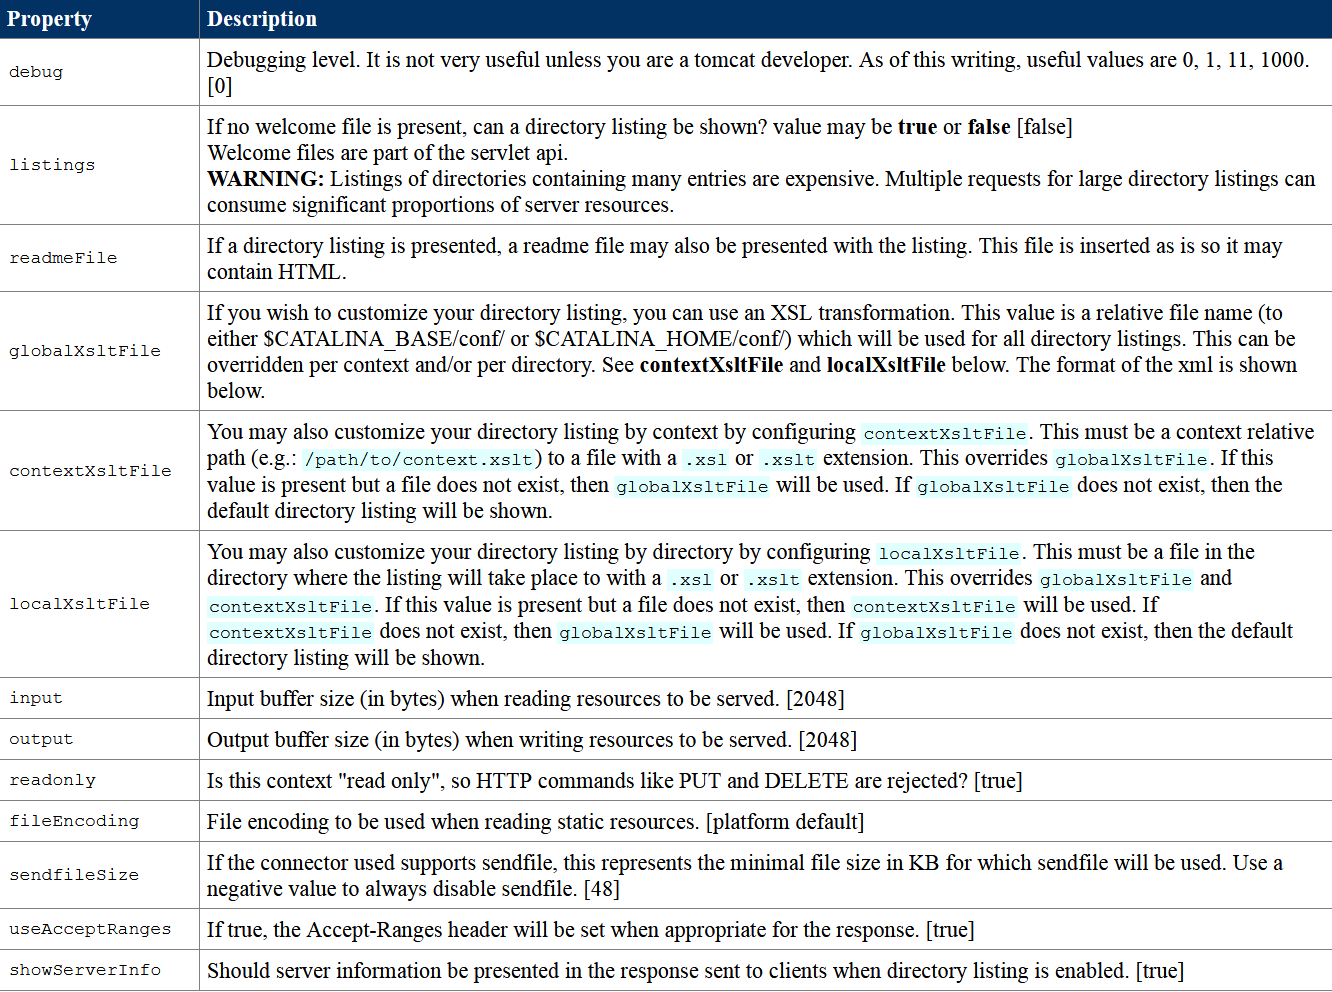 Property Description
debug Debugging level. It is not very useful unless you are a tomcat developer. As of this writing, useful values are 0, 1, 11, 1000.
[0]
listings If no welcome file is present, can a directory listing be shown? value may be true or false [false]
Welcome files are part of the servlet api.
WARNING: Listings of directories containing many entries are expensive. Multiple requests for large directory listings can
consume significant proportions of server resources.
readmeFile If a directory listing is presented, a readme file may also be presented with the listing. This file is inserted as is so it may
contain HTML.
globalXsltFile If you wish to customize your directory listing, you can use an XSL transformation. This value is a relative file name (to
either $CATALINA_BASE/conf/ or $CATALINA_HOME/conf/) which will be used for all directory listings. This can be
overridden per context and/or per directory. See contextXsltFile and localXsltFile below. The format of the xml is shown
below.
contextXsltFile You may also customize your directory listing by context by configuring contextXsltFile. This must be a context relative
path (e.g.: /path/to/context.xslt) to a file with a .xsl or .xslt extension. This overrides globalXsltFile. If this
value is present but a file does not exist, then globalXsltFile will be used. If globalXsltFile does not exist, then the
default directory listing will be shown.
localXsltFile You may also customize your directory listing by directory by configuring localXsltFile. This must be a file in the
directory where the listing will take place to with a .xsl or .xslt extension. This overrides globalXsltFile and
contextXsltFile. If this value is present but a file does not exist, then contextXsltFile will be used. If
contextXsltFile does not exist, then globalXsltFile will be used. If globalXsltFile does not exist, then the default
directory listing will be shown.
input Input buffer size (in bytes) when reading resources to be served. [2048]
output Output buffer size (in bytes) when writing resources to be served. [2048]
readonly Is this context "read only", so HTTP commands like PUT and DELETE are rejected? [true]
fileEncoding File encoding to be used when reading static resources. [platform default]
sendfileSize If the connector used supports sendfile, this represents the minimal file size in KB for which sendfile will be used. Use a
negative value to always disable sendfile. [48]
useAcceptRanges If true, the Accept-Ranges header will be set when appropriate for the response. [true]
showServerInfo Should server information be presented in the response sent to clients when directory listing is enabled. [true]